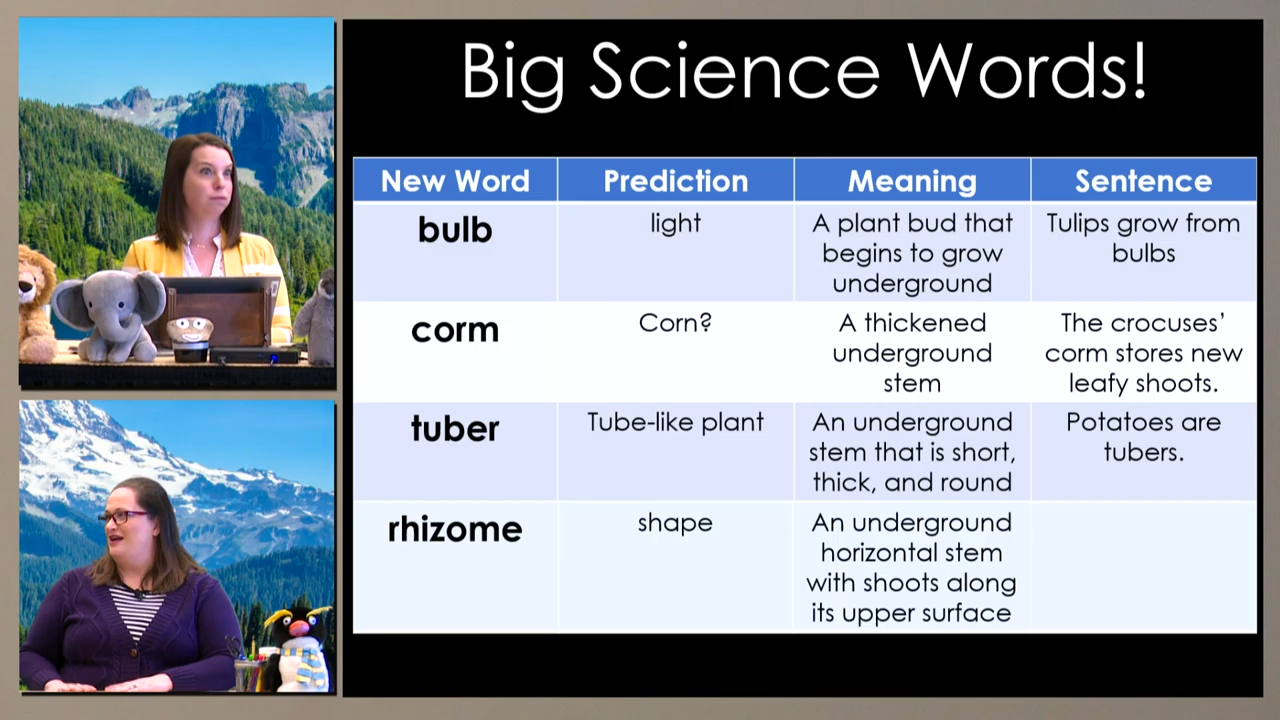 Big Science Words!
New Word Prediction Meaning Sentence
bulb
light
A plant bud that
begins to grow
underground
Tulips grow from
bulbs
corm
Corn?
A thickened
underground
stem
The crocuses’
corm stores new
leafy shoots.
tuber
Tube-like plant
An underground
stem that is short,
thick, and round
Potatoes are
tubers.
rhizome
shape
An underground
horizontal stem
with shoots along
its upper surface